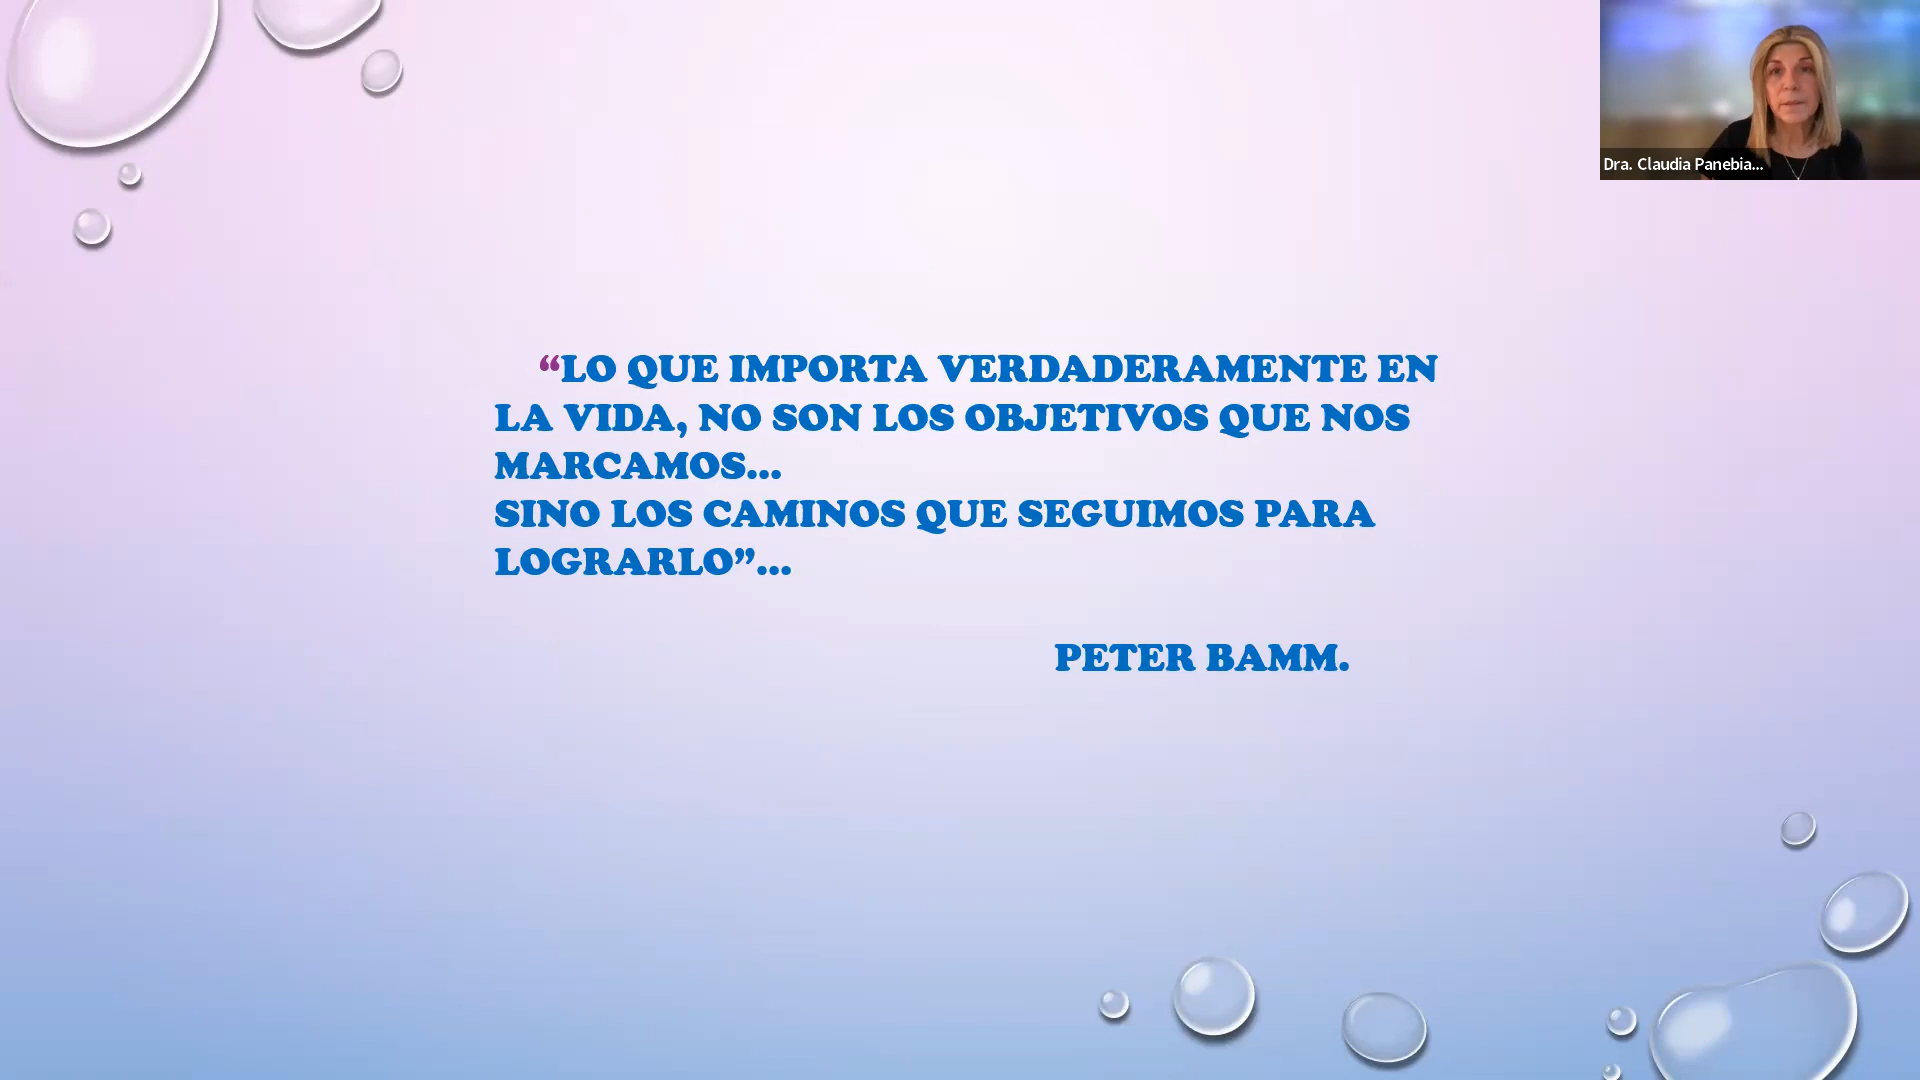 Dra. Claudia Panebia...
“LO QUE IMPORTA VERDADERAMENTE EN
LA VIDA, NO SON LOS OBJETIVOS QUE NOS
MARCAMOS...
SINO LOS CAMINOS QUE SEGUIMOS PARA
LOGRARLO”...
PETER BAMM.